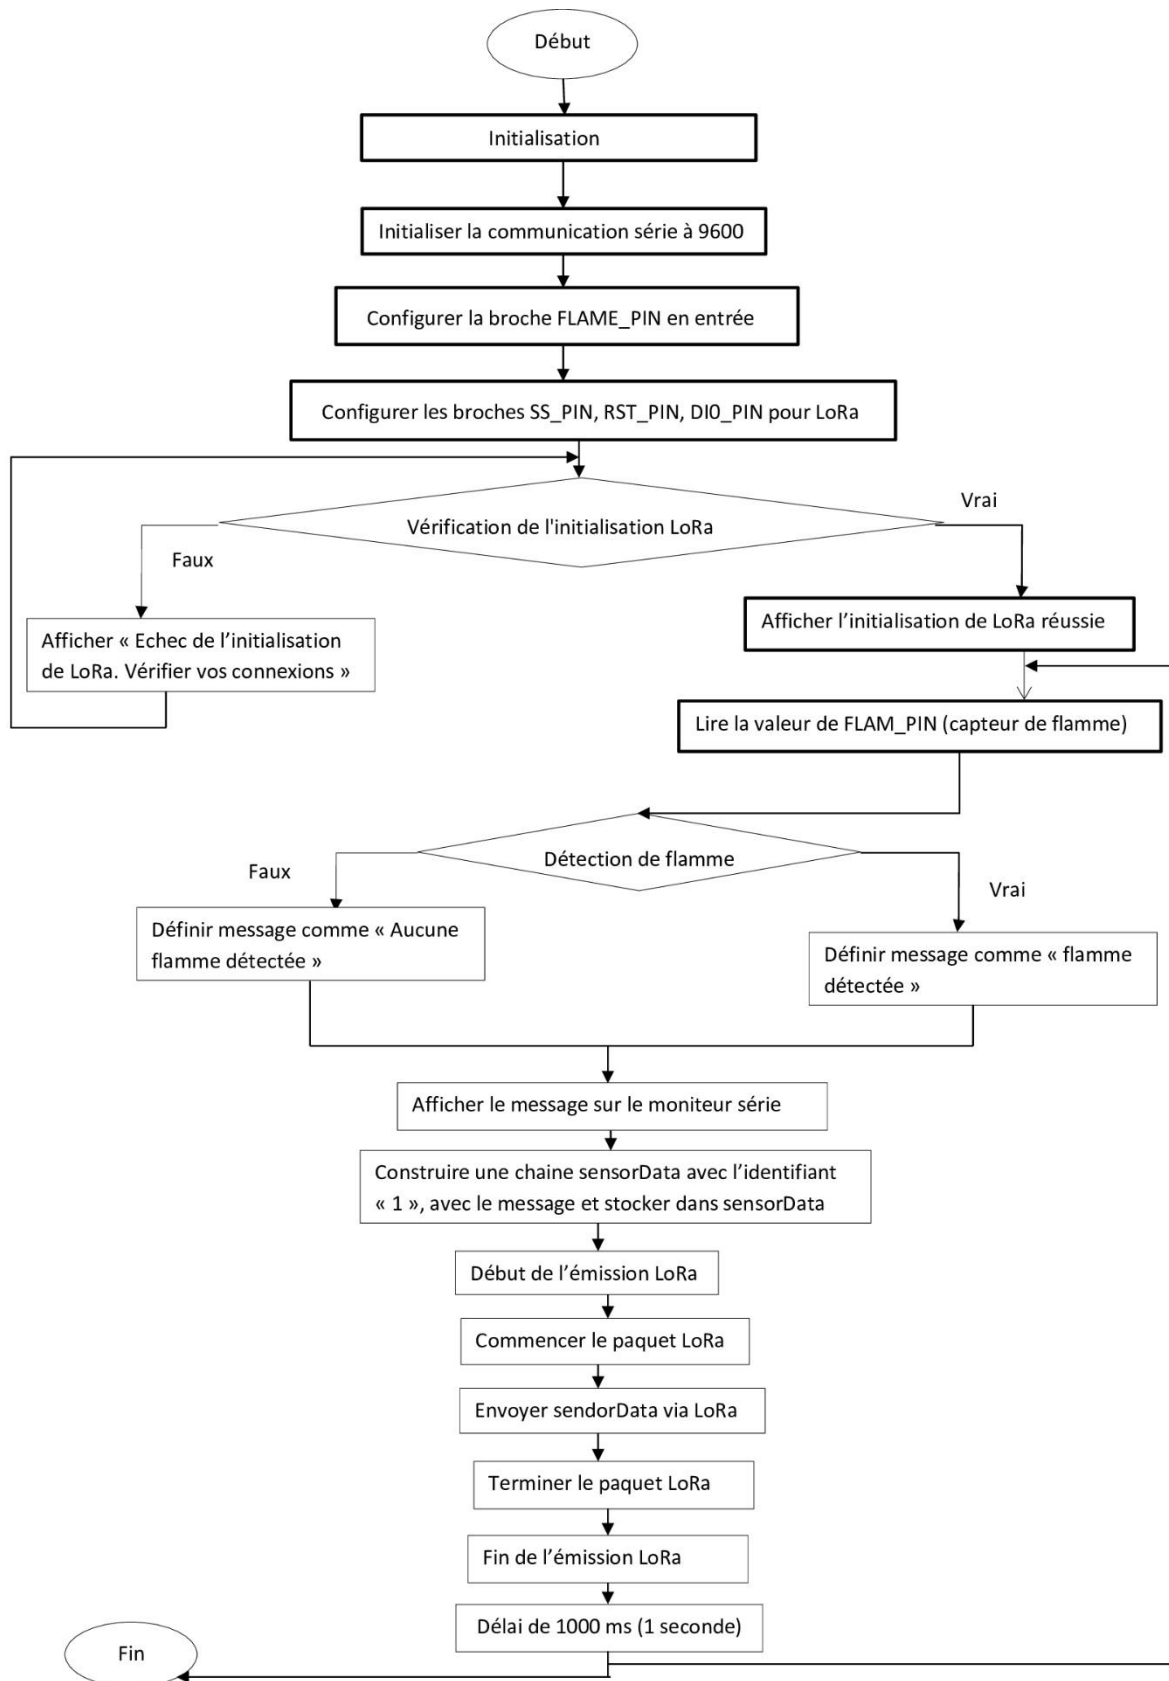 Début
Initialisation
Initialiser la communication série à 9600
Configurer la broche FLAME_PIN en entrée
Configurer les broches SS_PIN, RST_PIN, DI0_PIN pour LoRa
Vérification de l'initialisation LoRa
Vrai
Faux
Afficher « Echec de l’initialisation
de LoRa. Vérifier vos connexions »
Afficher l’initialisation de LoRa réussie
Lire la valeur de FLAM_PIN (capteur de flamme)
Détection de flamme
Faux
Vrai
Définir message comme « Aucune
flamme détectée »
Définir message comme « flamme
détectée »
Afficher le message sur le moniteur série
Construire une chaine sensorData avec l’identifiant
« 1 », avec le message et stocker dans sensorData
Début de l’émission LoRa
Commencer le paquet LoRa
Envoyer sendorData via LoRa
Terminer le paquet LoRa
Fin de l’émission LoRa
Délai de 1000 ms (1 seconde)
Fin